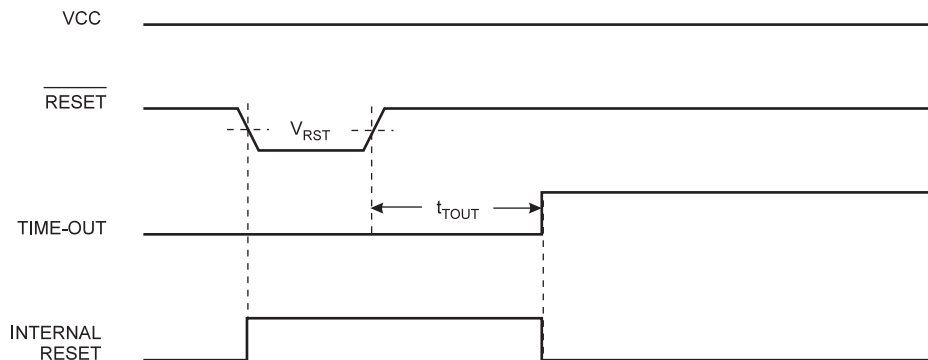 VCC
RESET
V_RST
t_TOUT
TIME-OUT
INTERNAL
RESET